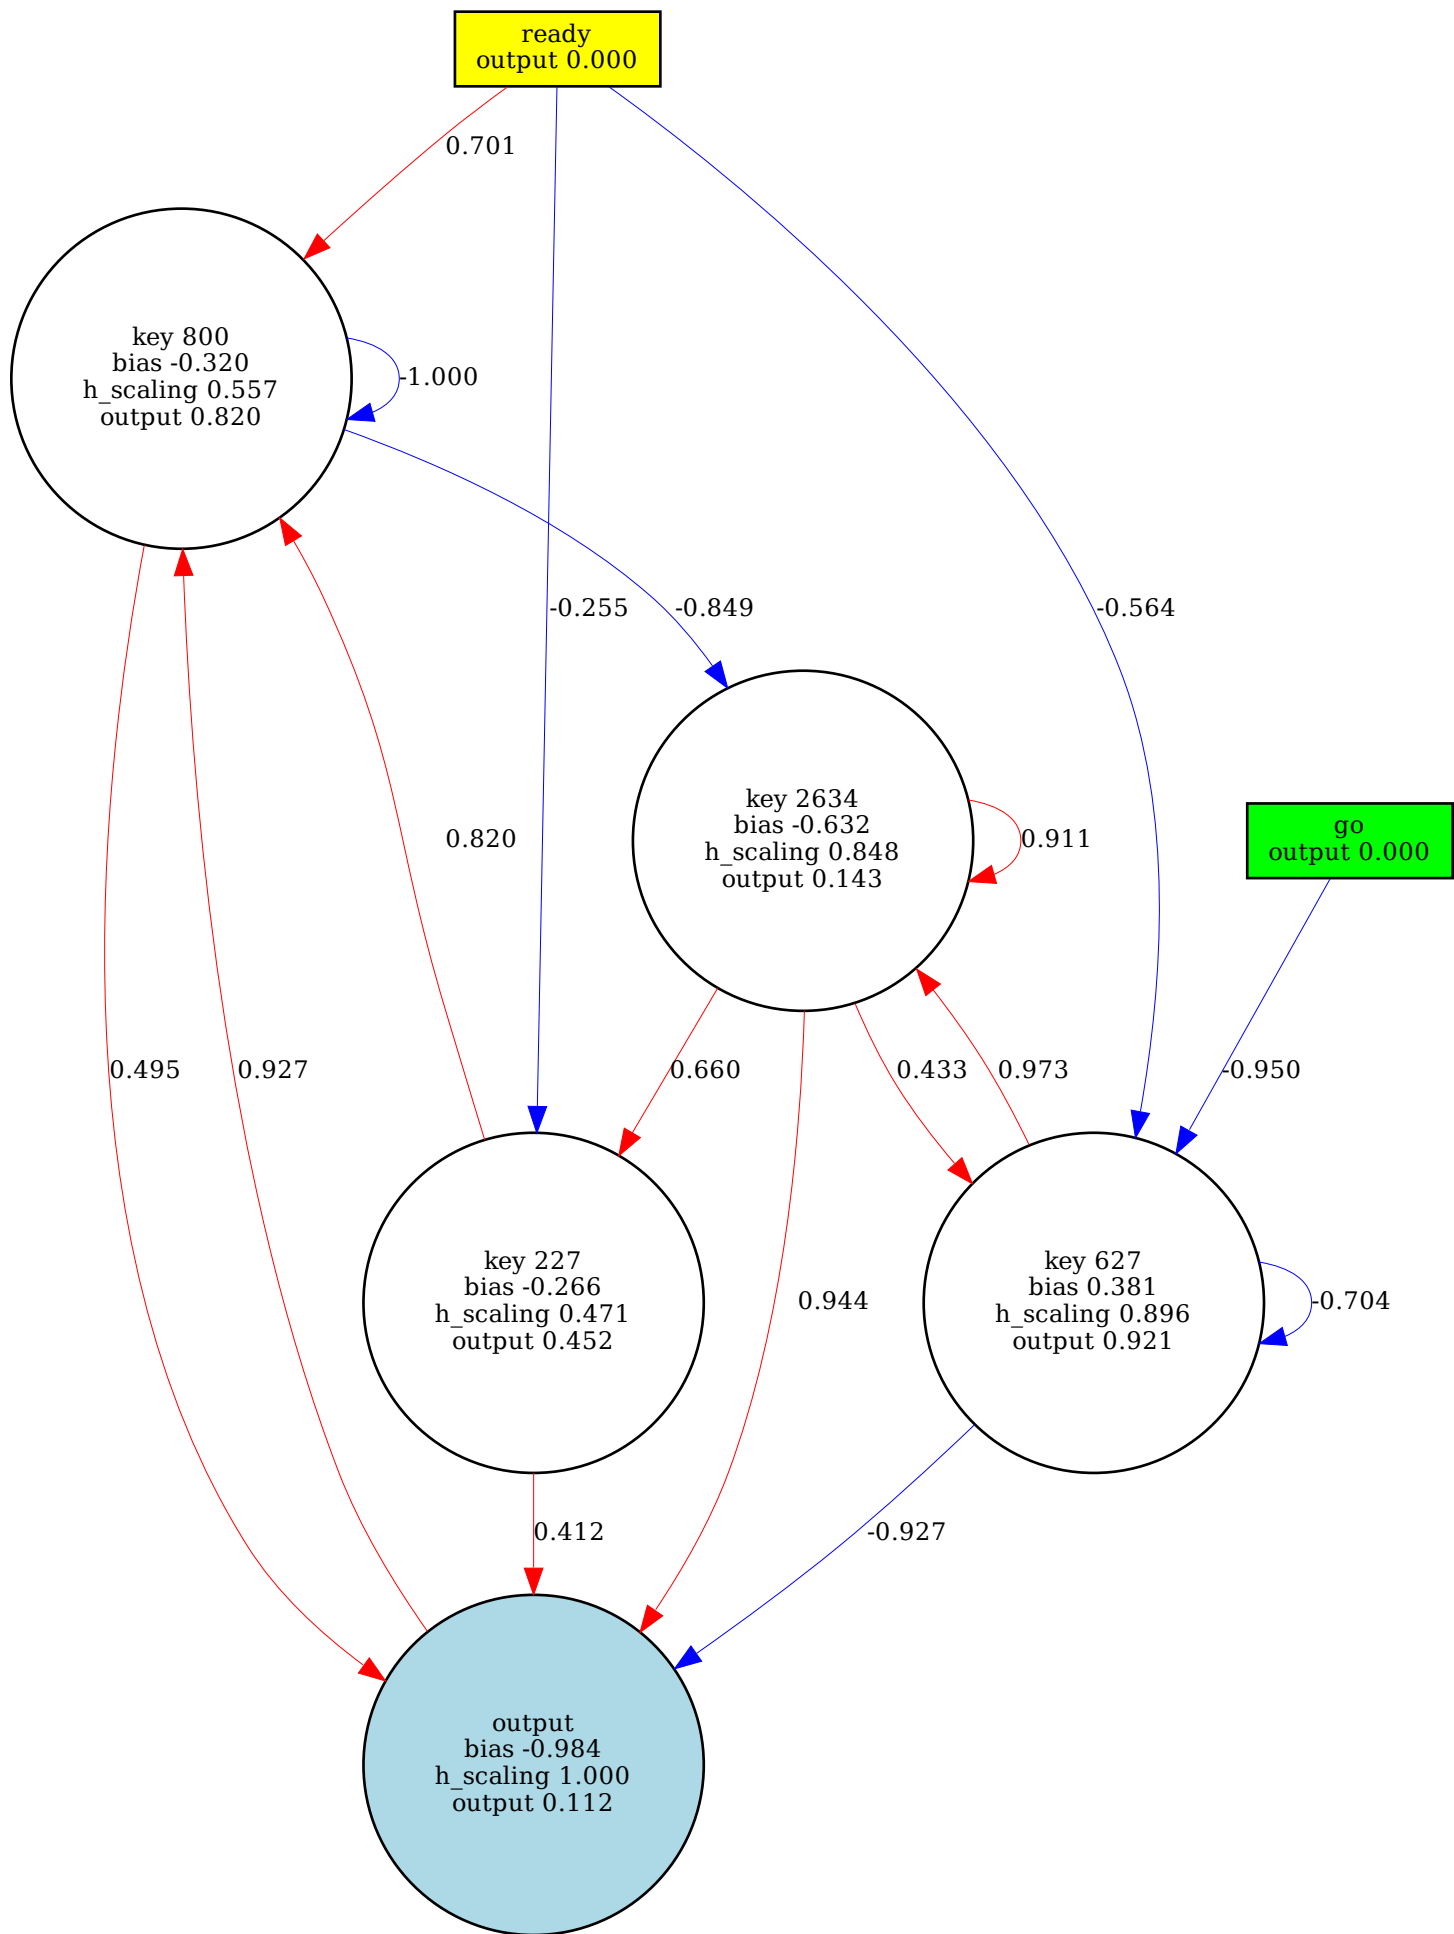 ready
output 0.000
0.701
key 800
bias -0.320
h_scaling 0.557
output 0.820
-1.000
-0.255
-0.849
-0.564
key 2634
bias -0.632
h_scaling 0.848
output 0.143
0.911
go
output 0.000
0.820
0.495
0.927
0.660
0.433
0.973
-0.950
key 227
bias -0.266
h_scaling 0.471
output 0.452
0.944
key 627
bias 0.381
h_scaling 0.896
output 0.921
-0.704
0.412
-0.927
output
bias -0.984
h_scaling 1.000
output 0.112